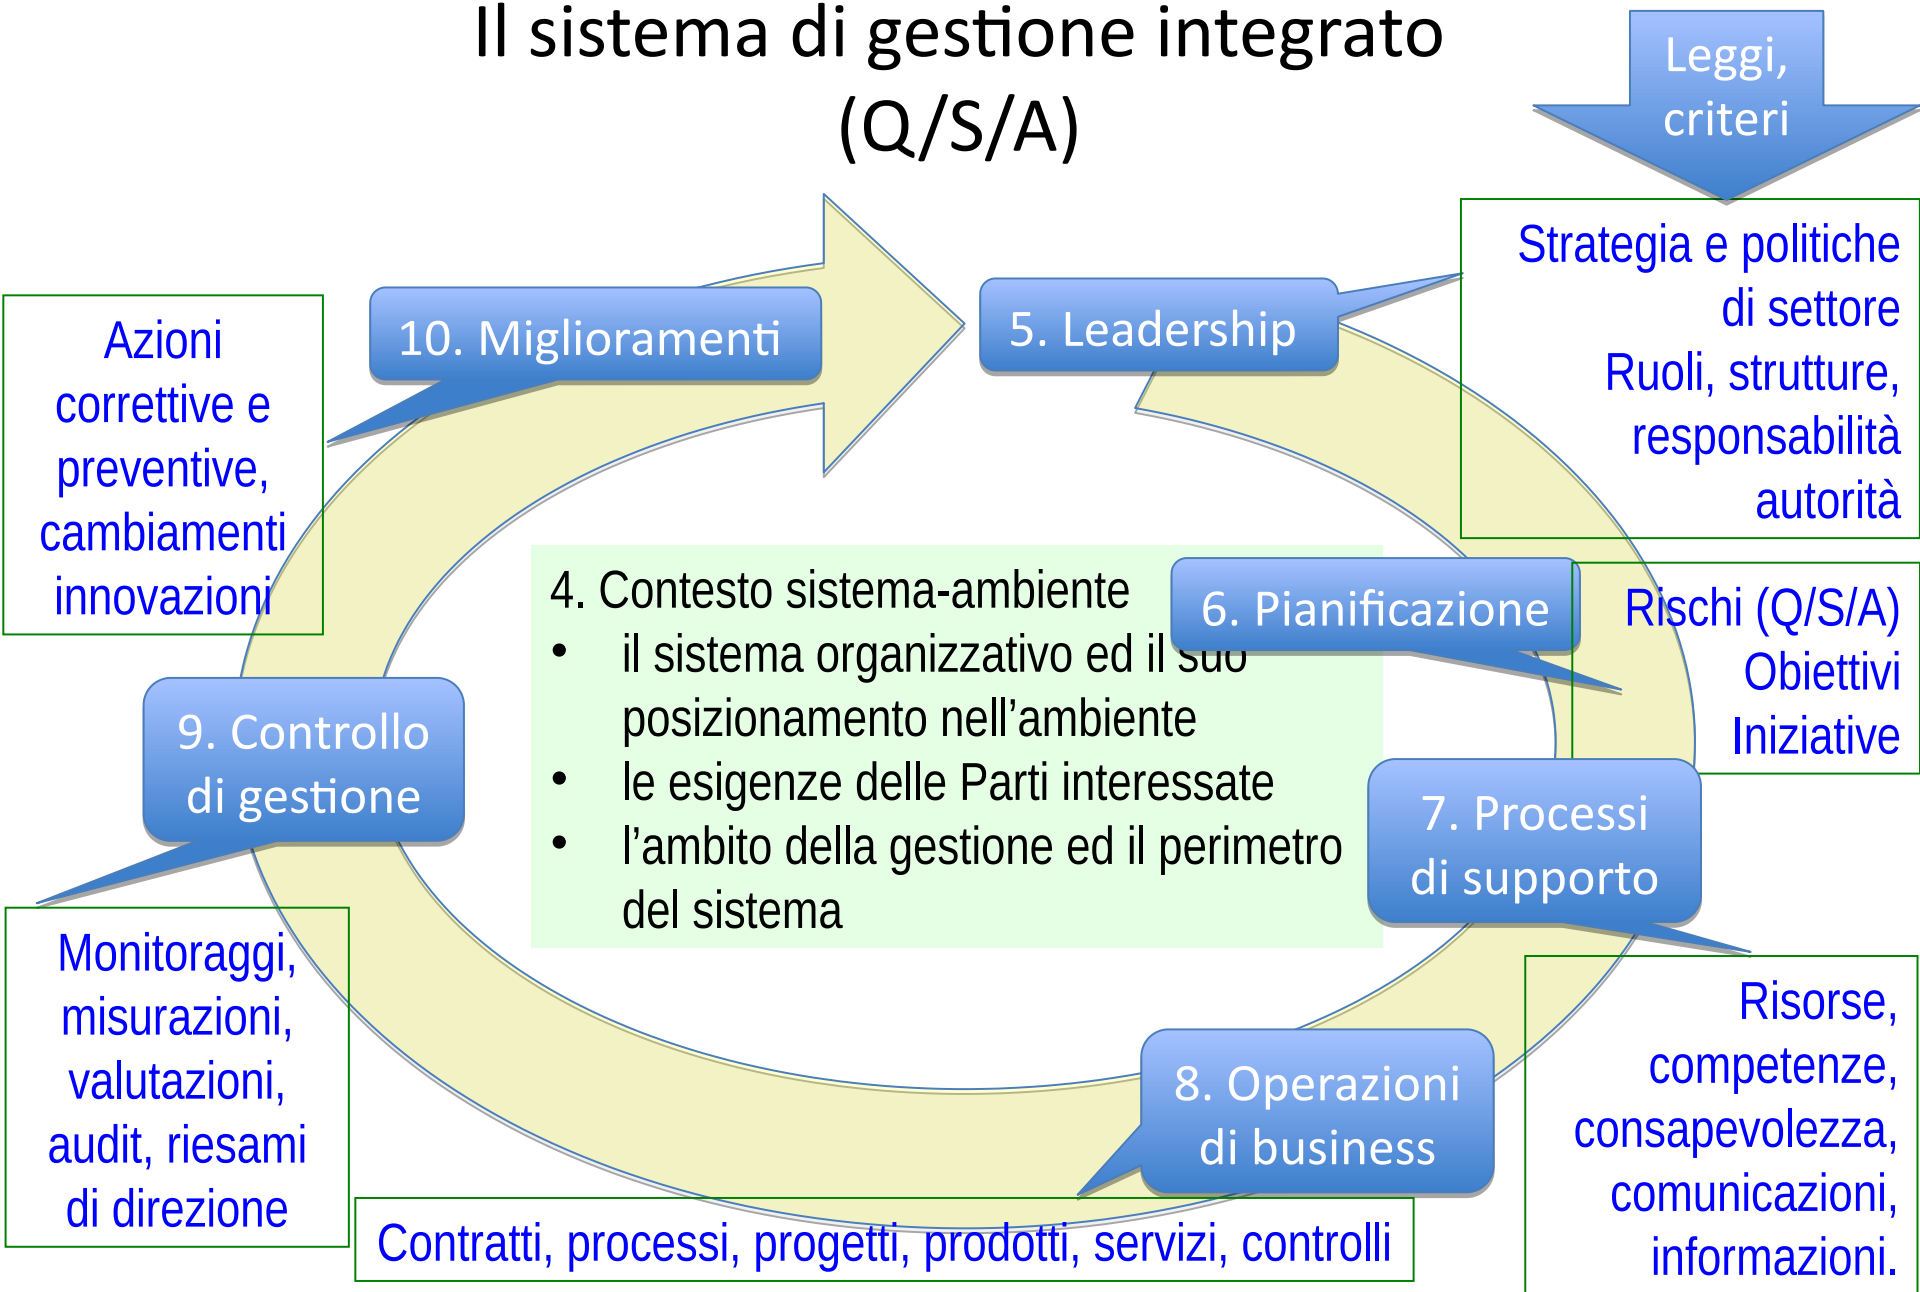 Il sistema di gestione integrato
(Q/S/A)
Leggi,
criteri
Strategia e politiche
di settore
Ruoli, strutture,
responsabilità
autorità
5. Leadership
10. Miglioramenti
Azioni
correttive e
preventive,
cambiamenti
innovazioni
4. Contesto sistema-ambiente
• il sistema organizzativo ed il suo
posizionamento nell’ambiente
• le esigenze delle Parti interessate
• l’ambito della gestione ed il perimetro
del sistema
6. Pianificazione
Rischi (Q/S/A)
Obiettivi
Iniziative
9. Controllo
di gestione
7. Processi
di supporto
Monitoraggi,
misurazioni,
valutazioni,
audit, riesami
di direzione
8. Operazioni
di business
Risorse,
competenze,
consapevolezza,
comunicazioni,
informazioni.
Contratti, processi, progetti, prodotti, servizi, controlli